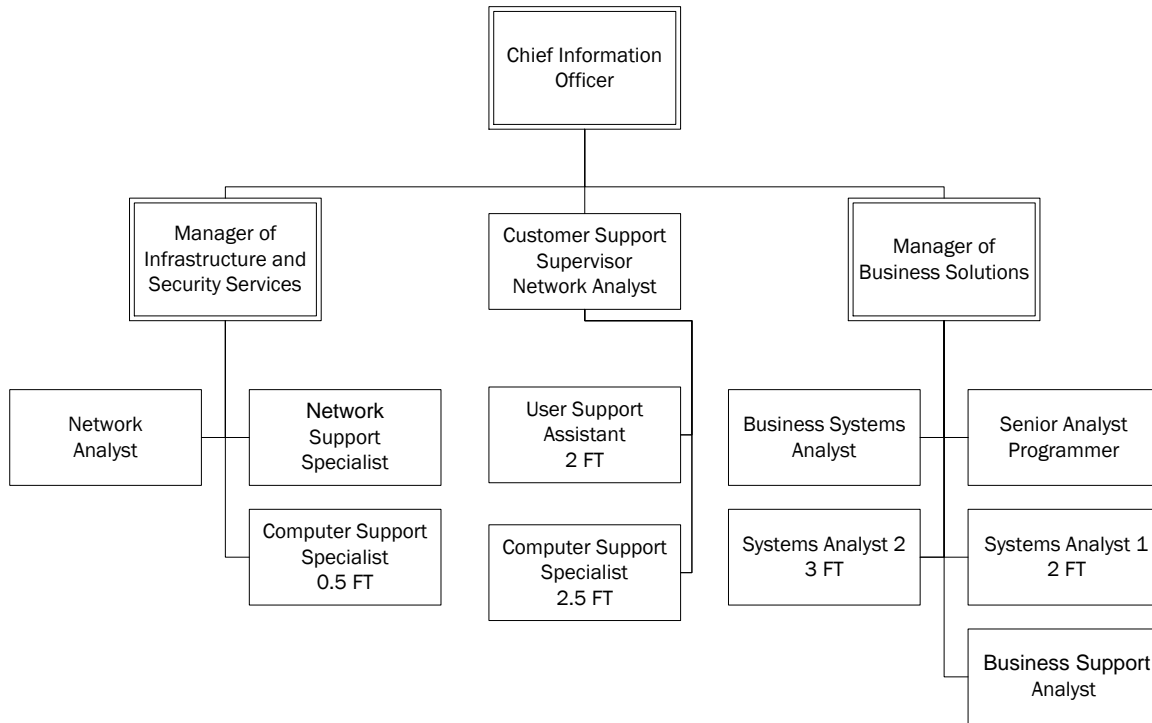 Chief Information
Officer
Manager of
Infrastructure and
Security Services
Customer Support
Supervisor
Network Analyst
Manager of
Business Solutions
Network
Analyst
Network
Support
Specialist
User Support
Assistant
2 FT
Business Systems
Analyst
Senior Analyst
Programmer
Computer Support
Specialist
0.5 FT
Computer Support
Specialist
2.5 FT
Systems Analyst 2
3 FT
Systems Analyst 1
2 FT
Business Support
Analyst